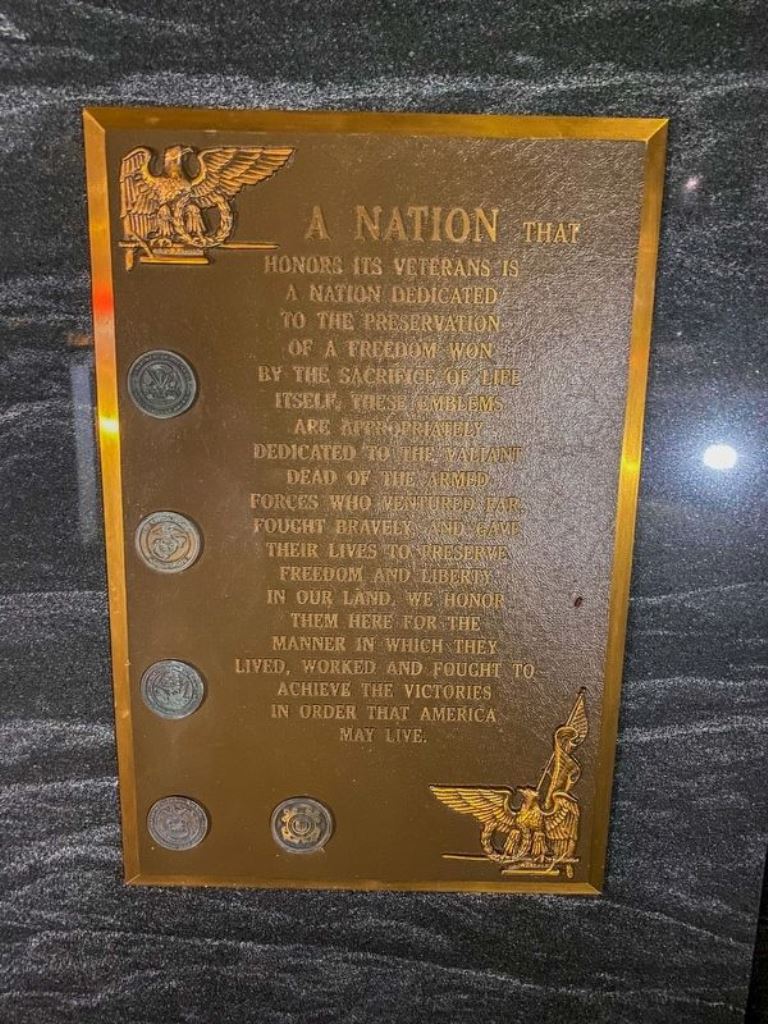 A NATION THAT
HONORS ITS VETERANS IS
A NATION DEDICATED
TO THE PRESERVATION
OF A FREEDOM WON
BY THE SACRIFICE OF LIFE
ITSELF. THESE EMBLEMS
ARE APPROPRIATELY
DEDICATED TO THE VALIANT
DEAD OF THE ARMED
FORCES WHO VENTURED FAR,
FOUGHT BRAVELY, AND GAVE
THEIR LIVES TO PRESERVE
FREEDOM AND LIBERTY
IN OUR LAND. WE HONOR
THEM HERE FOR THE
MANNER IN WHICH THEY
LIVED, WORKED AND FOUGHT TO
ACHIEVE THE VICTORIES
IN ORDER THAT AMERICA
MAY LIVE.